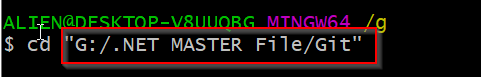 ALIEN@DESKTOP-V8UUQBG MINGW64 /g
$ cd "G:/.NET MASTER File/Git"